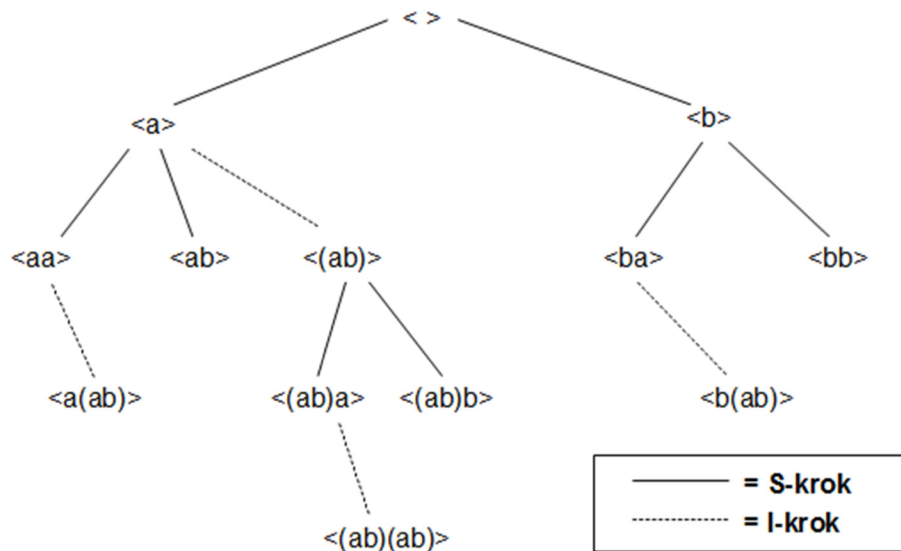 < >
<a>
<b>
<aa>
<ab>
<(ab)>
<ba>
<bb>
<a(ab)>
<(ab)a>
<(ab)b>
<b(ab)>
= S-krok
= I-krok
<(ab)(ab)>